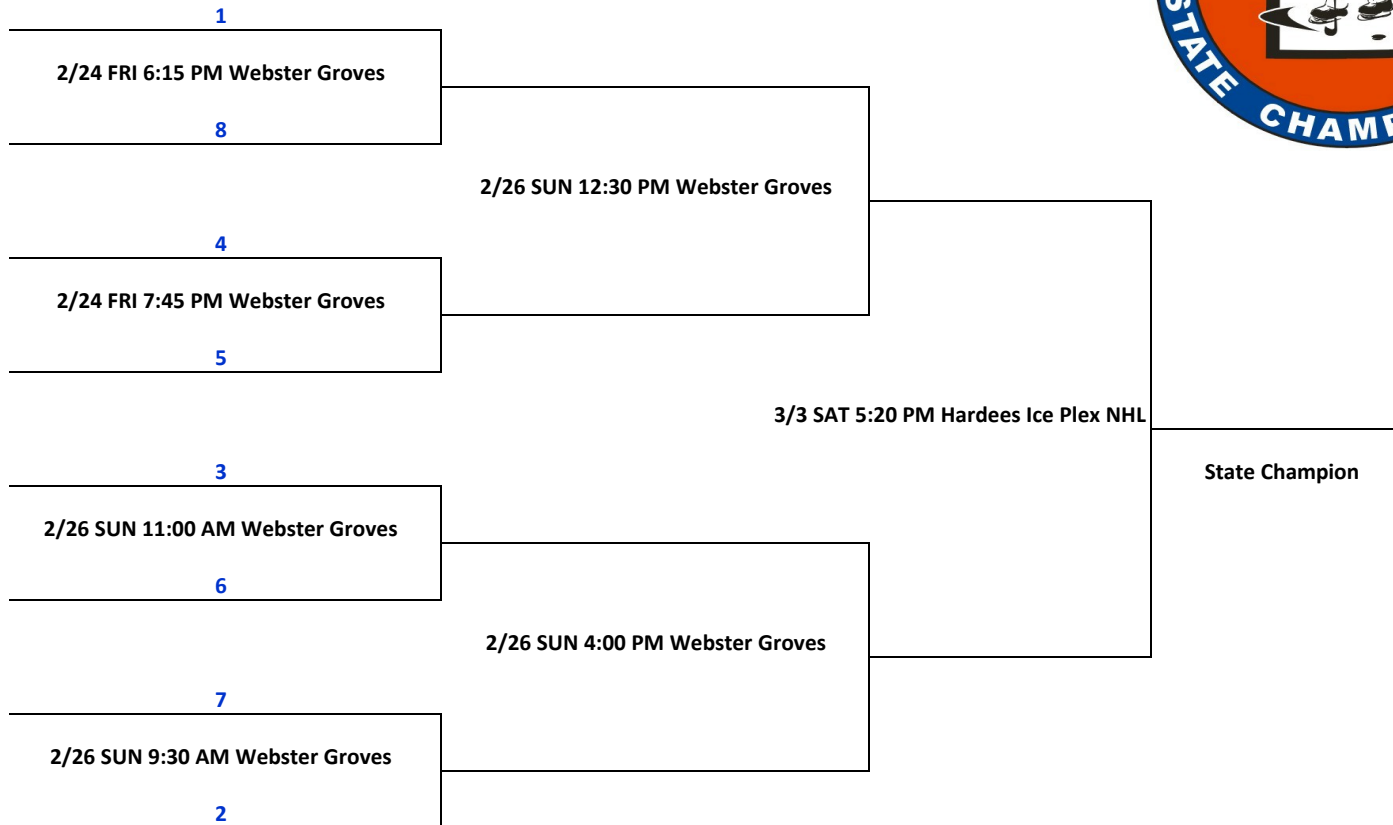 STATE CHAMP
1
2/24 FRI 6:15 PM Webster Groves
8
2/26 SUN 12:30 PM Webster Groves
4
2/24 FRI 7:45 PM Webster Groves
5
3/3 SAT 5:20 PM Hardees Ice Plex NHL
3
State Champion
2/26 SUN 11:00 AM Webster Groves
6
2/26 SUN 4:00 PM Webster Groves
7
2/26 SUN 9:30 AM Webster Groves
2